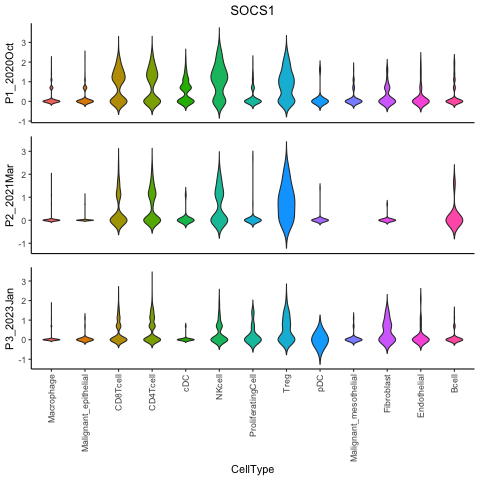 SOCS1
P1_2020Oct
3
2
1
0
-1
P2_2021Mar
3
2
1
0
-1
P3_2023Jan
3
2
1
0
-1
Macrophage
Malignant_epithelial
CD8Tcell
CD4Tcell
cDC
NKcell
ProliferatingCell
Treg
pDC
Malignant_mesothelial
Fibroblast
Endothelial
Bcell
CellType